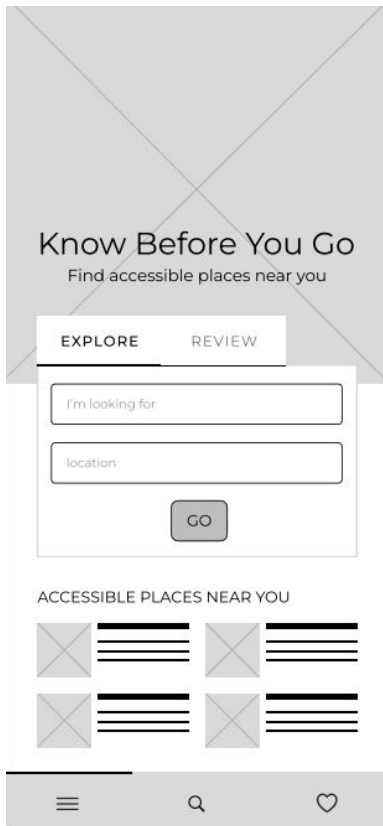 Know Before You Go
Find accessible places near you
EXPLORE REVIEW
I'm looking for
location
GO
ACCESSIBLE PLACES NEAR YOU